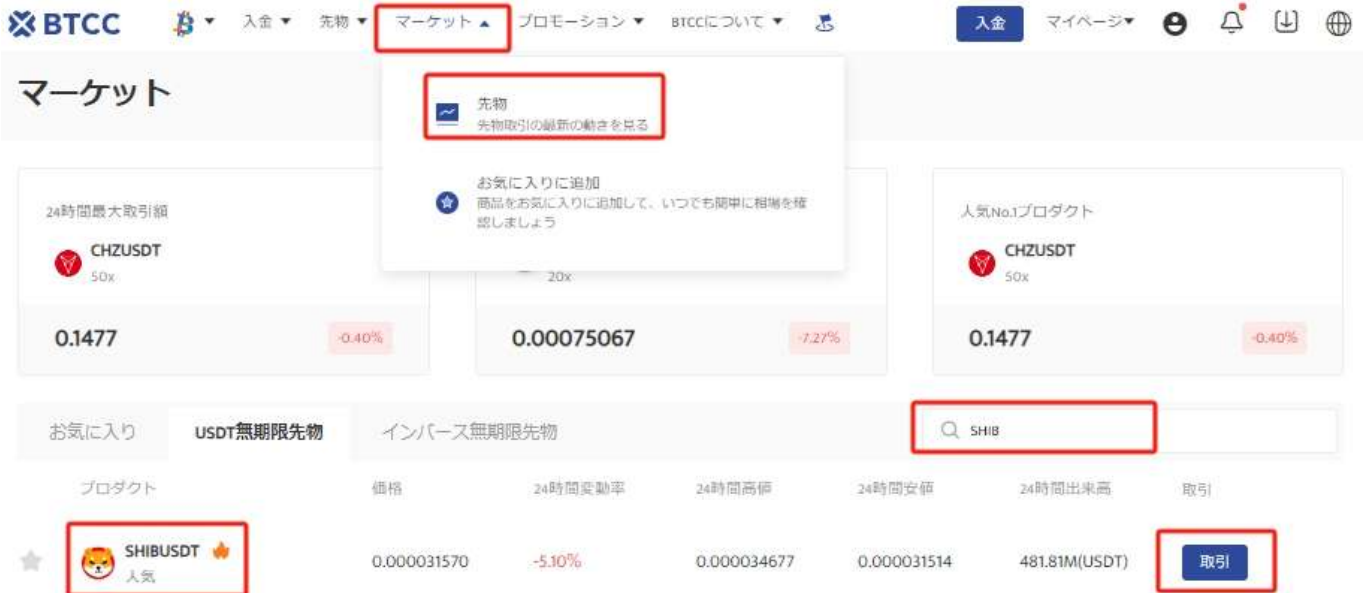 BTCC
入金
先物
マーケット
プロモーション
BTCCについて
入金
マイページ
マーケット
先物
先物取引の最新の動きを見る
お気に入りに追加
商品をお気に入りに追加して、いつでも簡単に相場を確
認しましょう
24時間最大取引額
CHZUSDT
50x
0.1477
-0.40%
20x
0.00075067
-7.27%
人気No.1プロダクト
CHZUSDT
50x
0.1477
-0.40%
お気に入り
USDT無期限先物
インバース無期限先物
SHIB
プロダクト
価格
24時間変動率
24時間高値
24時間安値
24時間出来高
取引
SHIBUSDT
人気
0.000031570
-5.10%
0.000034677
0.000031514
481.81M(USDT)
取引